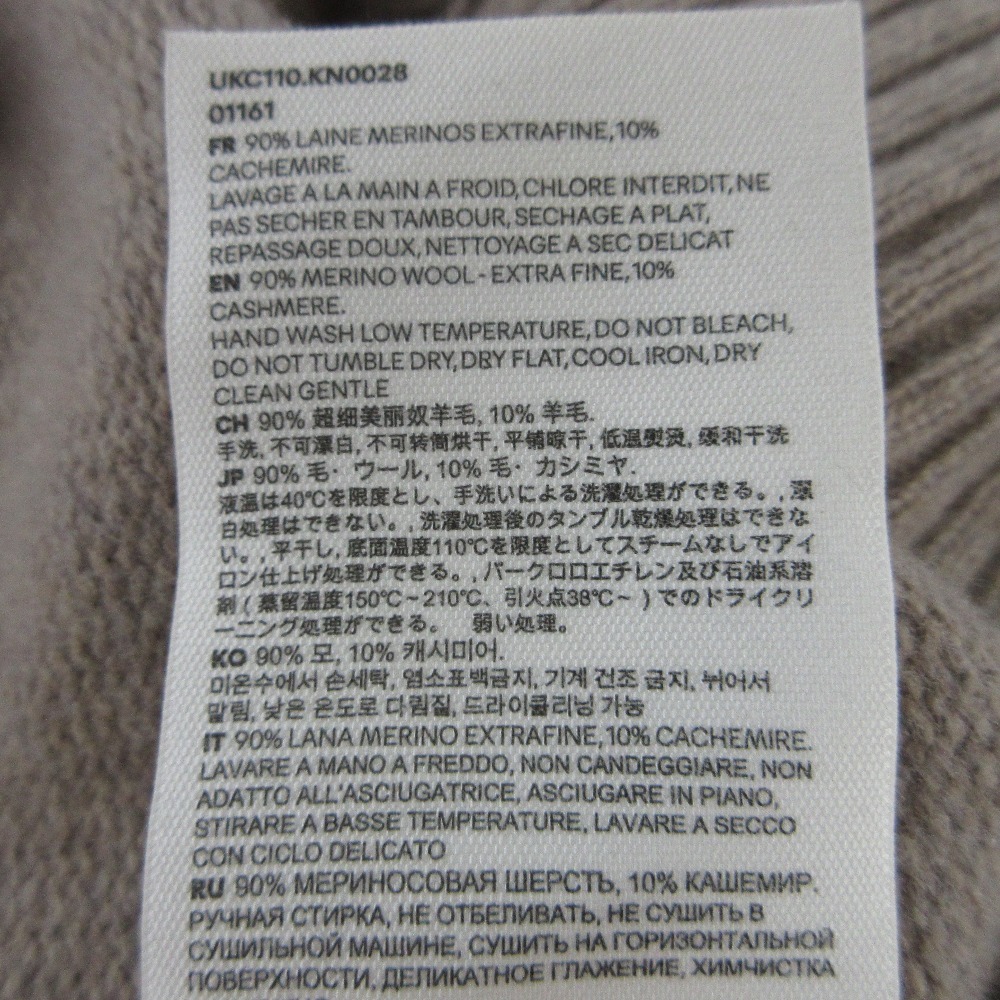 UKC110.KN0028
01161
FR 90% LAINE MERINOS EXTRAFINE,10%
CACHEMIRE.
LAVAGE A LA MAIN A FROID,CHLORE INTERDIT,NE
PAS SECHER EN TAMBOUR,SECHAGE A PLAT,
REPASSAGE DOUX,NETTOYAGE A SEC DELICAT
EN 90% MERINO WOOL-EXTRA FINE,10%
CASHMERE.
HAND WASH LOW TEMPERATURE,DO NOT BLEACH,
DO NOT TUMBLE DRY,DRY FLAT,COOL IRON,DRY
CLEAN GENTLE
CH 90% 超细美丽奴羊毛, 10% 羊毛.
手洗, 不可漂白, 不可转筒烘干, 平铺晾干, 低温熨烫, 缓和干洗
JP 90% 毛・ウール, 10% 毛・カシミヤ.
液温は40℃を限度とし、手洗いによる洗濯処理ができる。, 漂
白処理はできない。, 洗濯処理後のタンブル乾燥処理はできな
い。, 平干し, 底面温度110℃を限度としてスチームなしでアイ
ロン仕上げ処理ができる。, パークロロエチレン及び石油系溶
剤 ( 蒸留温度150℃~210℃、引火点38℃~ ) でのドライクリ
ーニング処理ができる。 弱い処理。
KO 90% 모, 10% 캐시미어.
미온수에서 손세탁, 염소표백금지, 기계 건조 금지, 뉘어서
말림, 낮은 온도로 다림질, 드라이클리닝 가능
IT 90% LANA MERINO EXTRAFINE,10% CACHEMIRE.
LAVARE A MANO A FREDDO, NON CANDEGGIARE, NON
ADATTO ALL'ASCIUGATRICE, ASCIUGARE IN PIANO,
STIRARE A BASSE TEMPERATURE, LAVARE A SECCO
CON CICLO DELICATO
RU 90% МЕРИНОСОВАЯ ШЕРСТЬ, 10% КАШЕМИР.
РУЧНАЯ СТИРКА, НЕ ОТБЕЛИВАТЬ, НЕ СУШИТЬ В
СУШИЛЬНОЙ МАШИНЕ, СУШИТЬ НА ГОРИЗОНТАЛЬНОЙ
ПОВЕРХНОСТИ, ДЕЛИКАТНОЕ ГЛАЖЕНИЕ, ХИМЧИСТКА